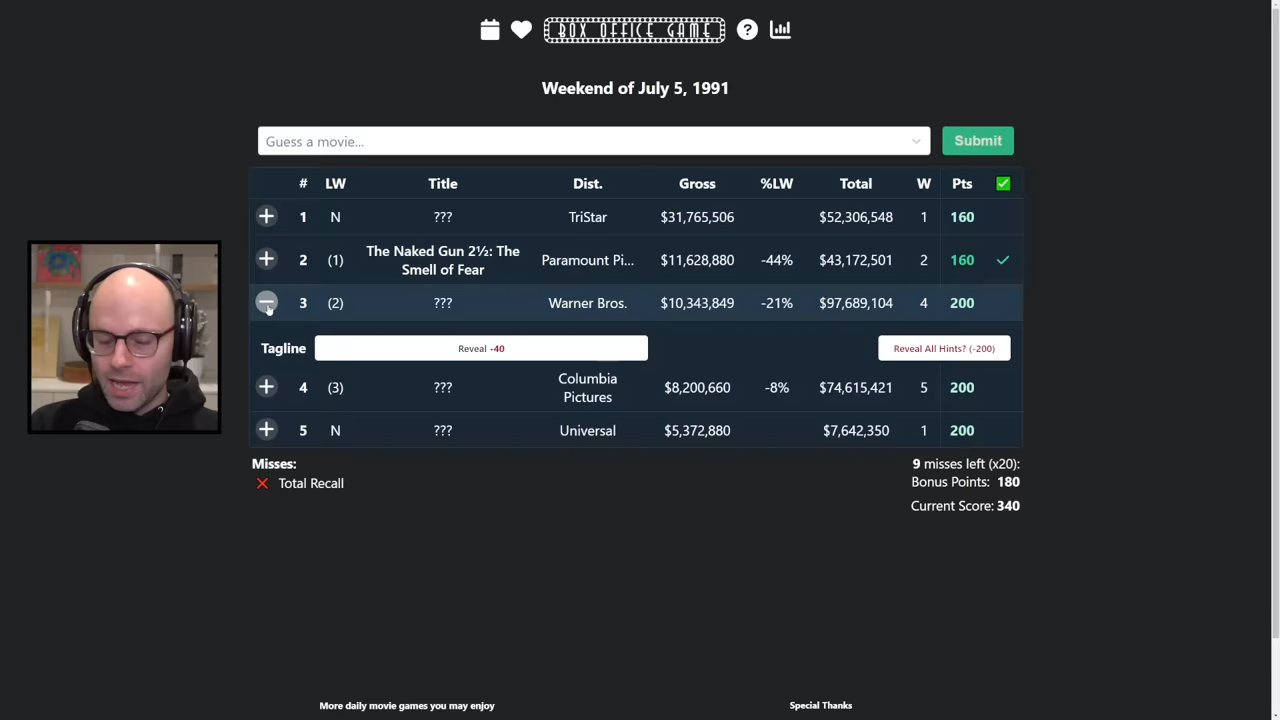 BOX OFFICE GAME
Weekend of July 5, 1991
Guess a movie... Submit
# LW Title Dist. Gross %LW Total W Pts
1 N ??? TriStar $31,765,506 $52,306,548 1 160
2 (1) The Naked Gun 2½: The Smell of Fear Paramount Pi... $11,628,880 -44% $43,172,501 2 160
3 (2) ??? Warner Bros. $10,343,849 -21% $97,689,104 4 200
Tagline Reveal -40 Reveal All Hints? (-200)
4 (3) ??? Columbia Pictures $8,200,660 -8% $74,615,421 5 200
5 N ??? Universal $5,372,880 $7,642,350 1 200
Misses: 9 misses left (x20):
Total Recall Bonus Points: 180
Current Score: 340
More daily movie games you may enjoy Special Thanks